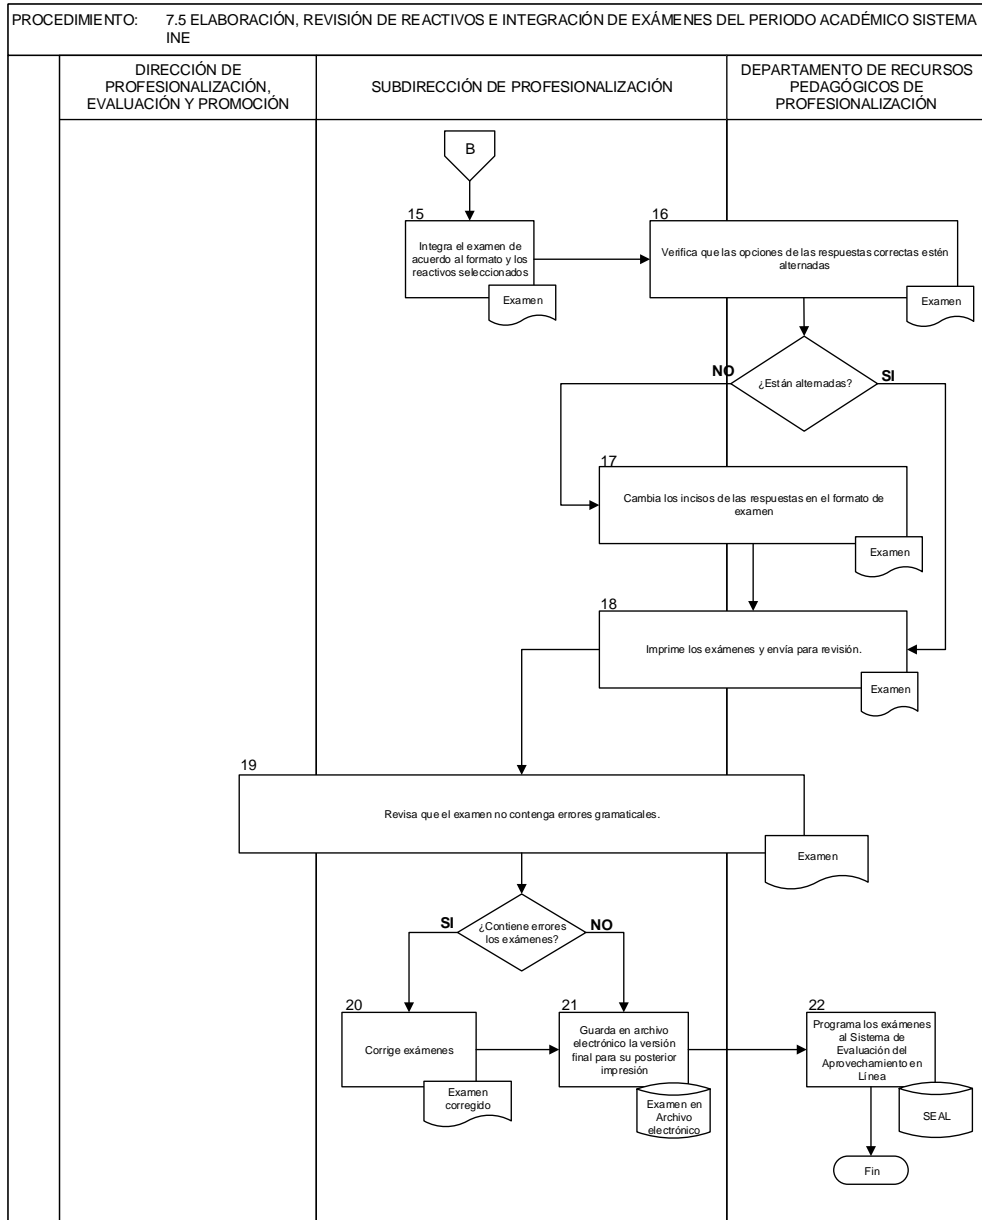 PROCEDIMIENTO: 7.5 ELABORACIÓN, REVISIÓN DE REACTIVOS E INTEGRACIÓN DE EXÁMENES DEL PERIODO ACADÉMICO SISTEMA
INE
DIRECCIÓN DE
PROFESIONALIZACIÓN,
EVALUACIÓN Y PROMOCIÓN
SUBDIRECCIÓN DE PROFESIONALIZACIÓN
DEPARTAMENTO DE RECURSOS
PEDAGÓGICOS DE
PROFESIONALIZACIÓN
B
15
Integra el examen de
acuerdo al formato y los
reactivos seleccionados
Examen
16
Verifica que las opciones de las respuestas correctas estén
alternadas
Examen
¿Están alternadas?
NO
SI
17
Cambia los incisos de las respuestas en el formato de
examen
Examen
18
Imprime los exámenes y envía para revisión.
Examen
19
Revisa que el examen no contenga errores gramaticales.
Examen
¿Contiene errores
los exámenes?
SI
NO
20
Corrige exámenes
Examen
corregido
21
Guarda en archivo
electrónico la versión
final para su posterior
impresión
Examen en
Archivo
electrónico
22
Programa los exámenes
al Sistema de
Evaluación del
Aprovechamiento en
Línea
SEAL
Fin